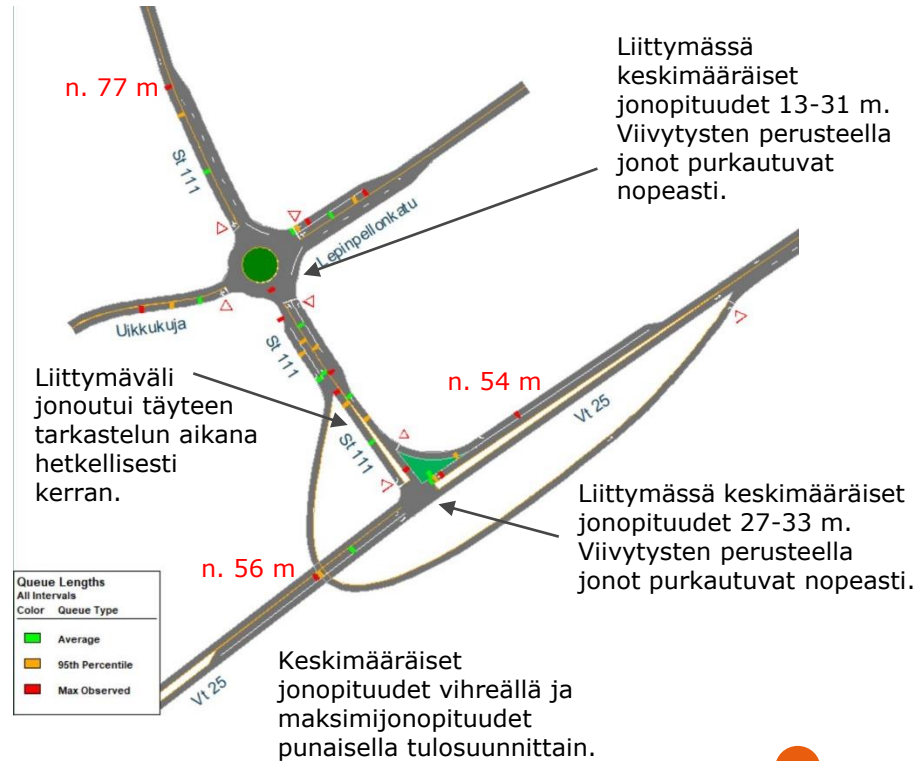 Liittymässä
keskimääräiset
jonopituudet 13-31 m.
Viivytysten perusteella
jonot purkautuvat
nopeasti.
n. 77 m
St 111
Lepinpellonkatu
Uikkukuja
St 111
Liittymäväli
jonoutui täyteen
tarkastelun aikana
hetkellisesti
kerran.
n. 54 m
Vt 25
St 111
Liittymässä keskimääräiset
jonopituudet 27-33 m.
Viivytysten perusteella
jonot purkautuvat nopeasti.
n. 56 m
Queue Lengths
All Intervals
Color Queue Type
Average
95th Percentile
Max Observed
Vt 25
Keskimääräiset
jonopituudet vihreällä ja
maksimijonopituudet
punaisella tulosuunnittain.